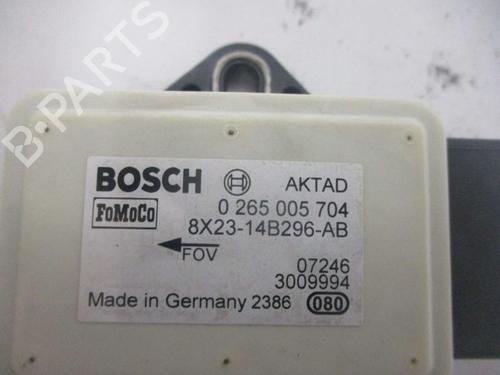 B-PARTS
BOSCH AKTAD
FoMoCo 0 265 005 704
8X23-14B296-AB
FOV
07246
3009994
Made in Germany 2386 080